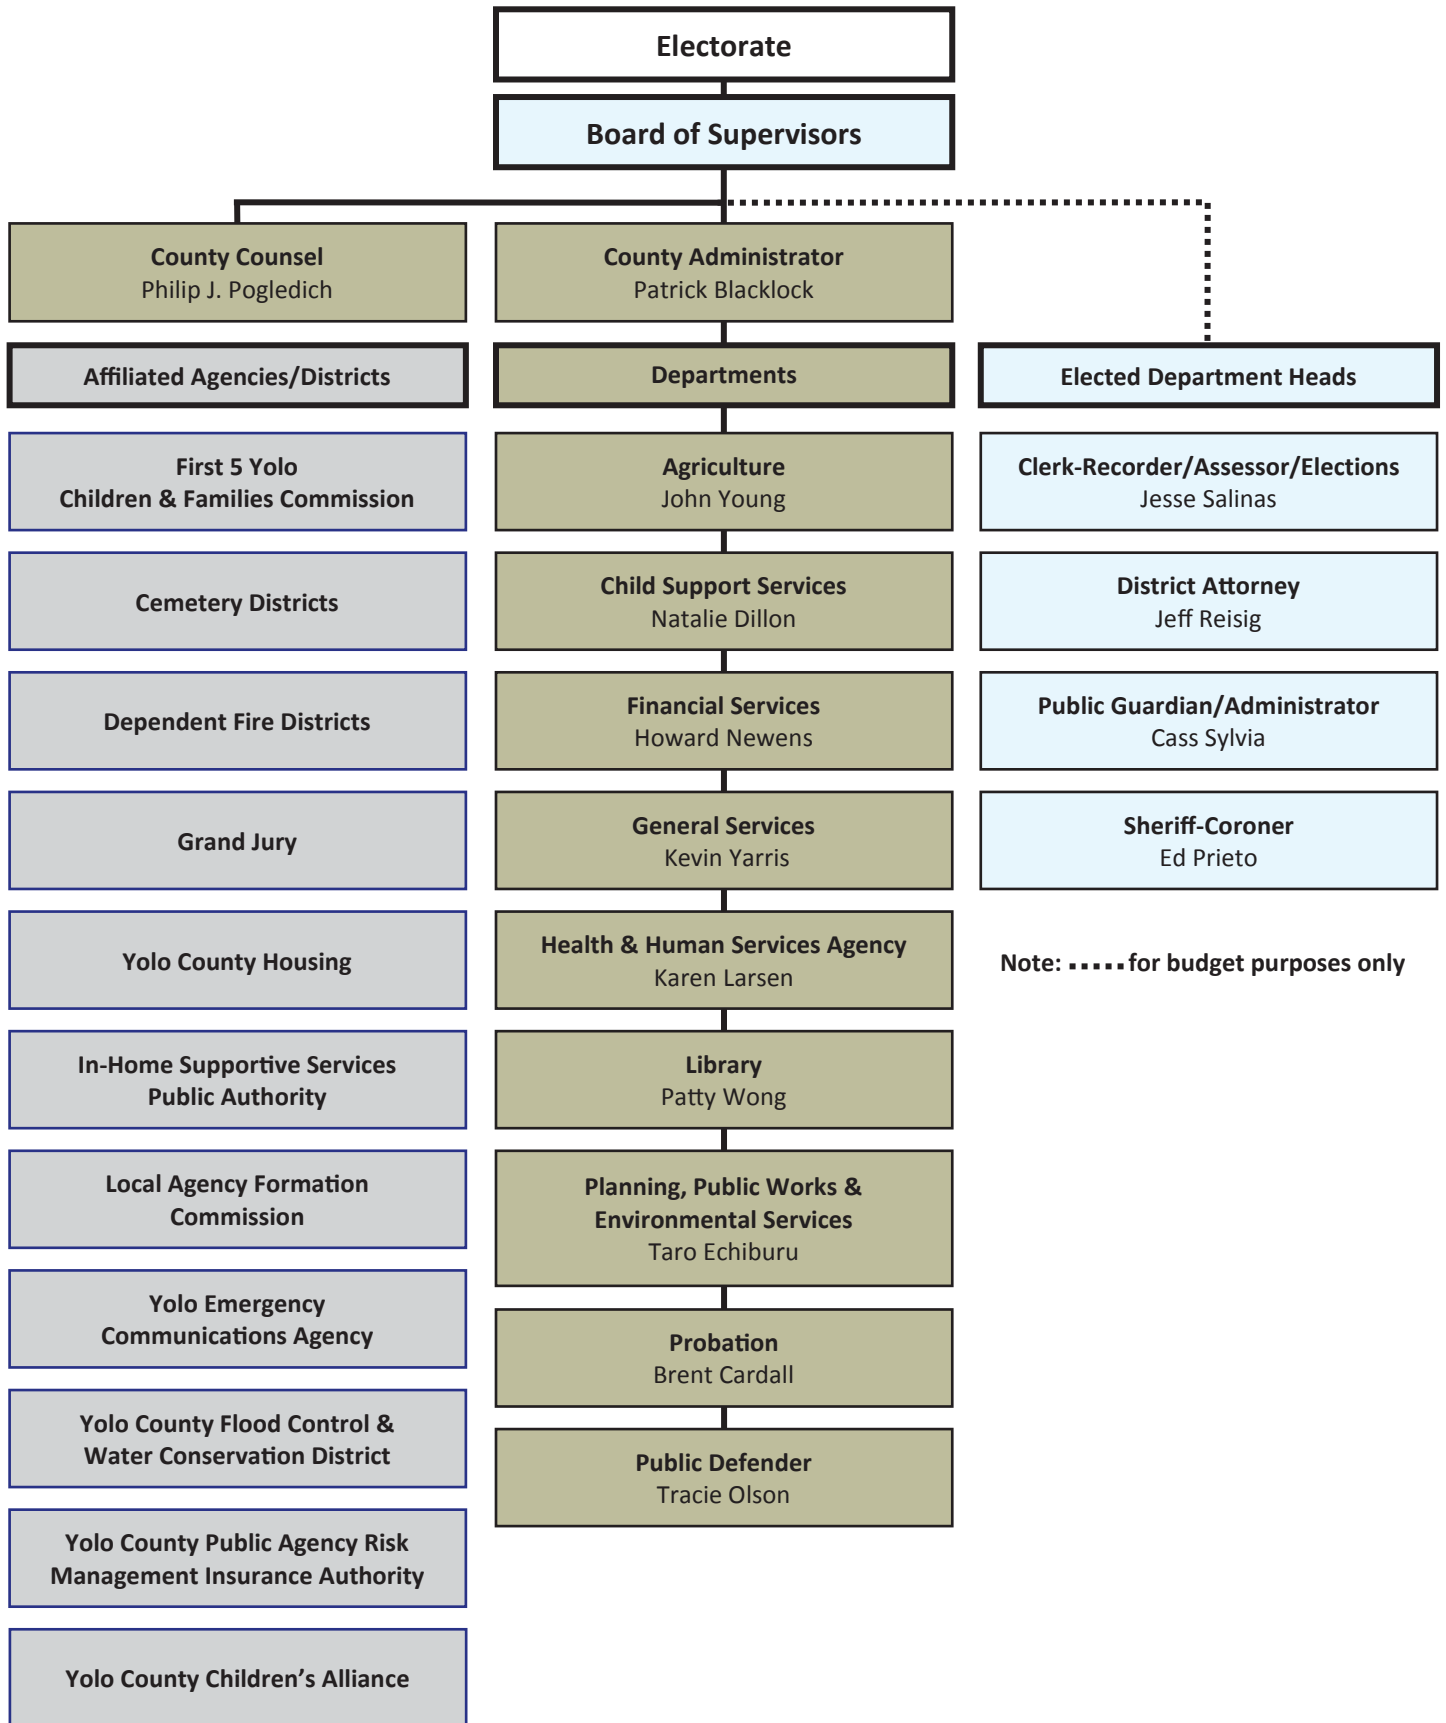 Electorate
Board of Supervisors
County Counsel
Philip J. Pogledich
County Administrator
Patrick Blacklock
Affiliated Agencies/Districts
Departments
Elected Department Heads
First 5 Yolo
Children & Families Commission
Cemetery Districts
Dependent Fire Districts
Grand Jury
Yolo County Housing
In-Home Supportive Services
Public Authority
Local Agency Formation
Commission
Yolo Emergency
Communications Agency
Yolo County Flood Control &
Water Conservation District
Yolo County Public Agency Risk
Management Insurance Authority
Yolo County Children’s Alliance
Agriculture
John Young
Child Support Services
Natalie Dillon
Financial Services
Howard Newens
General Services
Kevin Yarris
Health & Human Services Agency
Karen Larsen
Library
Patty Wong
Planning, Public Works &
Environmental Services
Taro Echiburu
Probation
Brent Cardall
Public Defender
Tracie Olson
Clerk-Recorder/Assessor/Elections
Jesse Salinas
District Attorney
Jeff Reisig
Public Guardian/Administrator
Cass Sylvia
Sheriff-Coroner
Ed Prieto
Note: ..... for budget purposes only